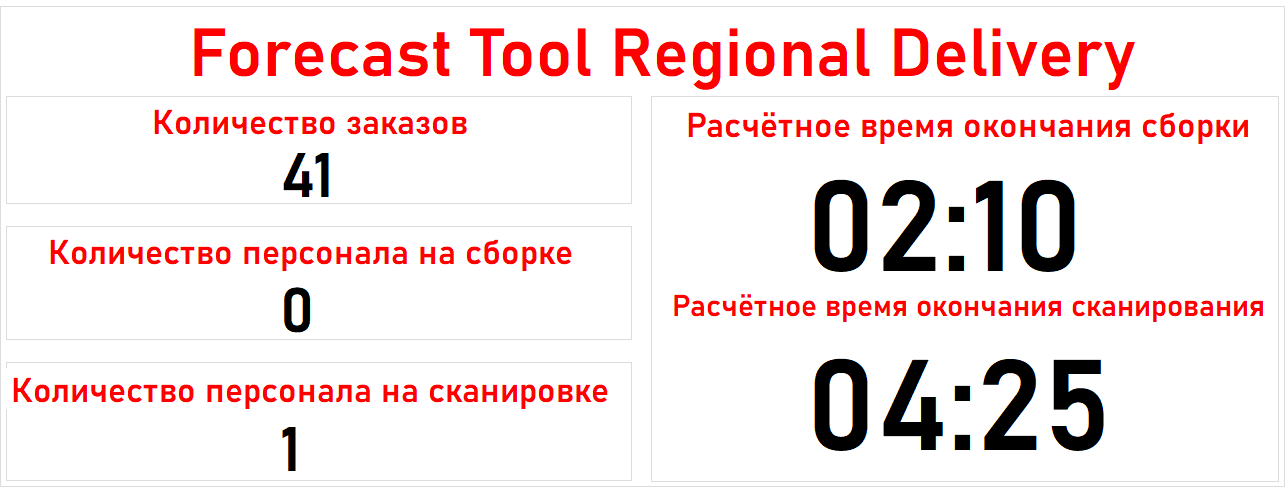 Forecast Tool Regional Delivery
Количество заказов
41
Количество персонала на сборке
0
Количество персонала на сканировке
1
Расчётное время окончания сборки
02:10
Расчётное время окончания сканирования
04:25